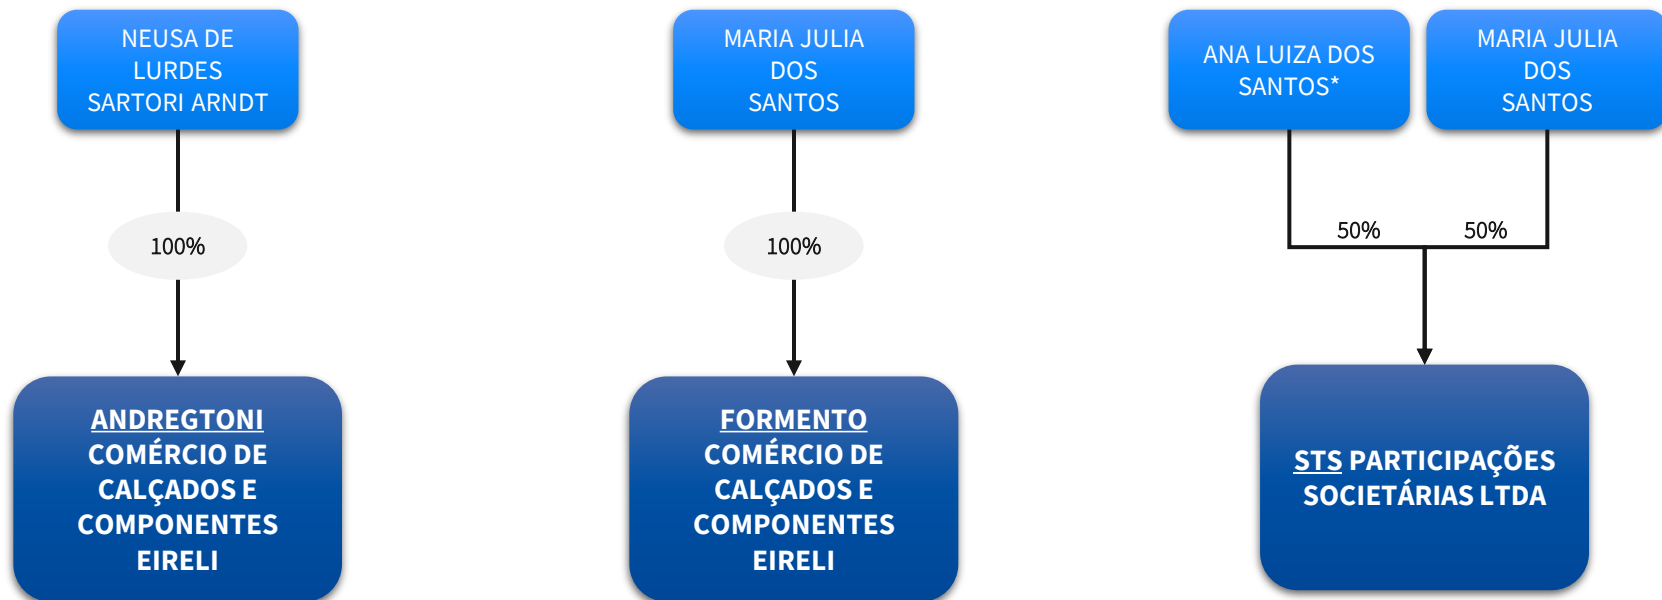 NEUSA DE
LURDES
SARTORI ARNDT
MARIA JULIA
DOS
SANTOS
ANA LUIZA DOS
SANTOS*
MARIA JULIA
DOS
SANTOS
100%
100%
50%
50%
ANDREGTONI
COMÉRCIO DE
CALÇADOS E
COMPONENTES
EIRELI
FORMENTO
COMÉRCIO DE
CALÇADOS E
COMPONENTES
EIRELI
STS PARTICIPAÇÕES
SOCIETÁRIAS LTDA